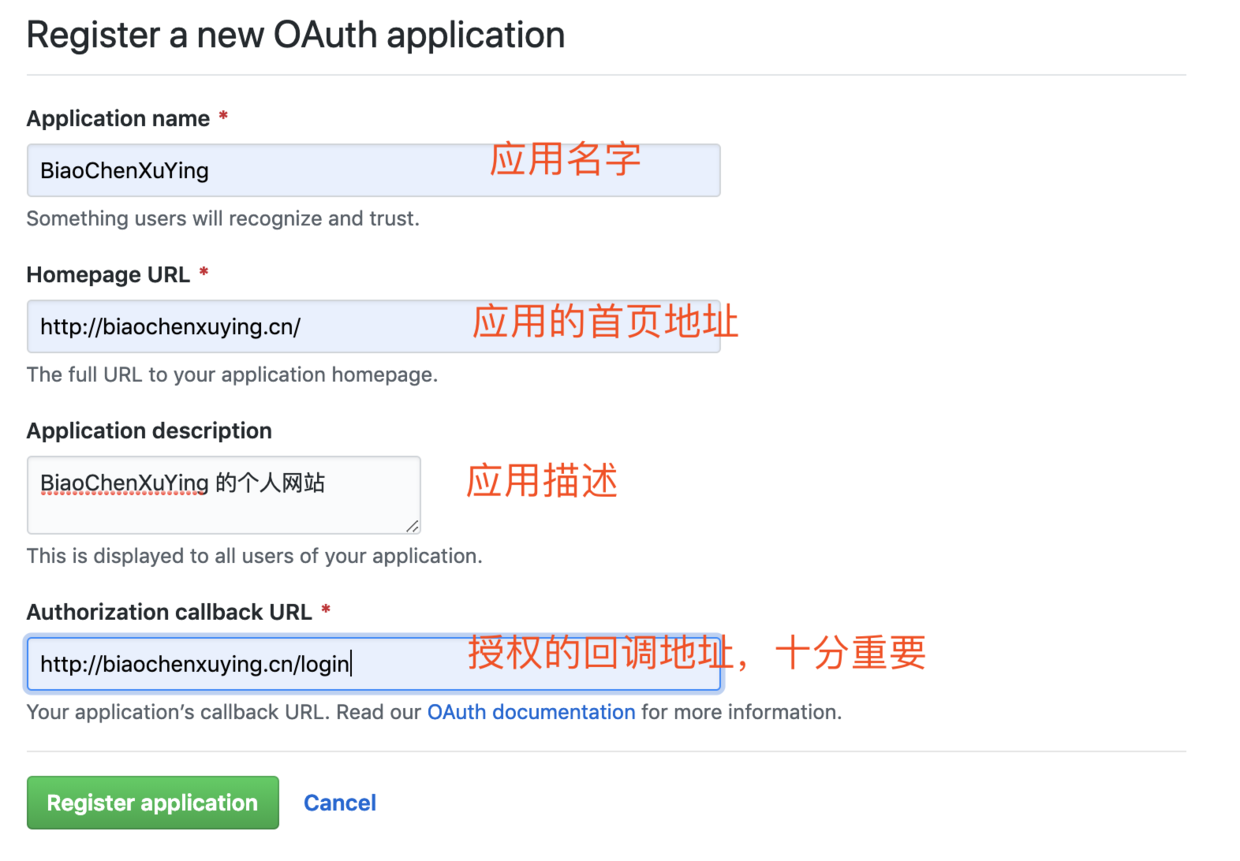 Register a new OAuth application
Application name *
BiaoChenXuYing 应用名字
Something users will recognize and trust.
Homepage URL *
http://biaochenxuying.cn/ 应用的首页地址
The full URL to your application homepage.
Application description
BiaoChenXuYing 的个人网站 应用描述
This is displayed to all users of your application.
Authorization callback URL *
http://biaochenxuying.cn/login 授权的回调地址，十分重要
Your application’s callback URL. Read our OAuth documentation for more information.
Register application Cancel